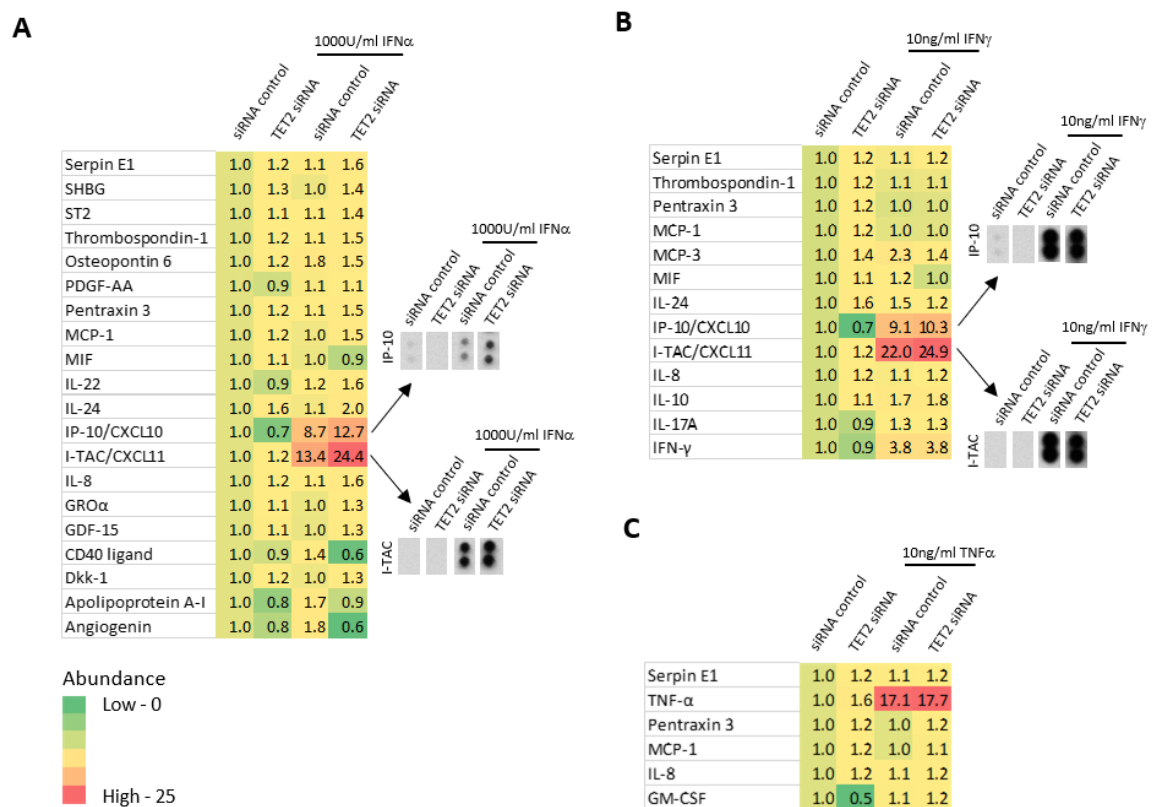 A
1000U/ml IFNα
siRNA control
TET2 siRNA
siRNA control
TET2 siRNA
Serpin E1 1.0 1.2 1.1 1.6
SHBG 1.0 1.3 1.0 1.4
ST2 1.0 1.1 1.1 1.4
Thrombospondin-1 1.0 1.2 1.1 1.5
Osteopontin 6 1.0 1.2 1.8 1.5
PDGF-AA 1.0 0.9 1.1 1.1
Pentraxin 3 1.0 1.2 1.1 1.5
MCP-1 1.0 1.2 1.0 1.5
MIF 1.0 1.1 1.0 0.9
IL-22 1.0 0.9 1.2 1.6
IL-24 1.0 1.6 1.1 2.0
IP-10/CXCL10 1.0 0.7 8.7 12.7
I-TAC/CXCL11 1.0 1.2 13.4 24.4
IL-8 1.0 1.2 1.1 1.6
GROα 1.0 1.1 1.0 1.3
GDF-15 1.0 1.1 1.0 1.3
CD40 ligand 1.0 0.9 1.4 0.6
Dkk-1 1.0 1.2 1.0 1.3
Apolipoprotein A-I 1.0 0.8 1.7 0.9
Angiogenin 1.0 0.8 1.8 0.6
1000U/ml IFNα
siRNA control
TET2 siRNA
siRNA control
TET2 siRNA
IP-10
1000U/ml IFNα
siRNA control
TET2 siRNA
siRNA control
TET2 siRNA
I-TAC
Abundance
Low - 0
High - 25
B
10ng/ml IFNγ
siRNA control
TET2 siRNA
siRNA control
TET2 siRNA
Serpin E1 1.0 1.2 1.1 1.2
Thrombospondin-1 1.0 1.2 1.1 1.1
Pentraxin 3 1.0 1.2 1.0 1.0
MCP-1 1.0 1.2 1.0 1.0
MCP-3 1.0 1.4 2.3 1.4
MIF 1.0 1.1 1.2 1.0
IL-24 1.0 1.6 1.5 1.2
IP-10/CXCL10 1.0 0.7 9.1 10.3
I-TAC/CXCL11 1.0 1.2 22.0 24.9
IL-8 1.0 1.2 1.1 1.2
IL-10 1.0 1.1 1.7 1.8
IL-17A 1.0 0.9 1.3 1.3
IFN-γ 1.0 0.9 3.8 3.8
10ng/ml IFNγ
siRNA control
TET2 siRNA
siRNA control
TET2 siRNA
IP-10
10ng/ml IFNγ
siRNA control
TET2 siRNA
siRNA control
TET2 siRNA
I-TAC
C
10ng/ml TNFα
siRNA control
TET2 siRNA
siRNA control
TET2 siRNA
Serpin E1 1.0 1.2 1.1 1.2
TNF-α 1.0 1.6 17.1 17.7
Pentraxin 3 1.0 1.2 1.0 1.2
MCP-1 1.0 1.2 1.0 1.1
IL-8 1.0 1.2 1.1 1.2
GM-CSF 1.0 0.5 1.1 1.2